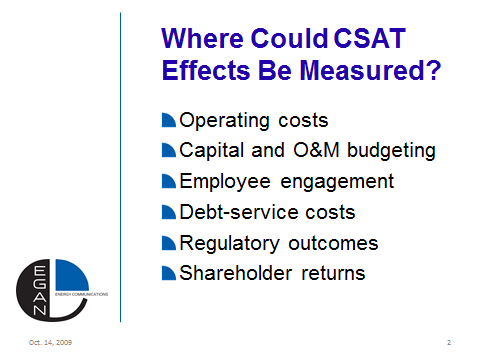 Where Could CSAT
Effects Be Measured?
Operating costs
Capital and O&M budgeting
Employee engagement
Debt-service costs
Regulatory outcomes
Shareholder returns
EGAN
ENERGY COMMUNICATIONS
Oct. 14, 2009
2